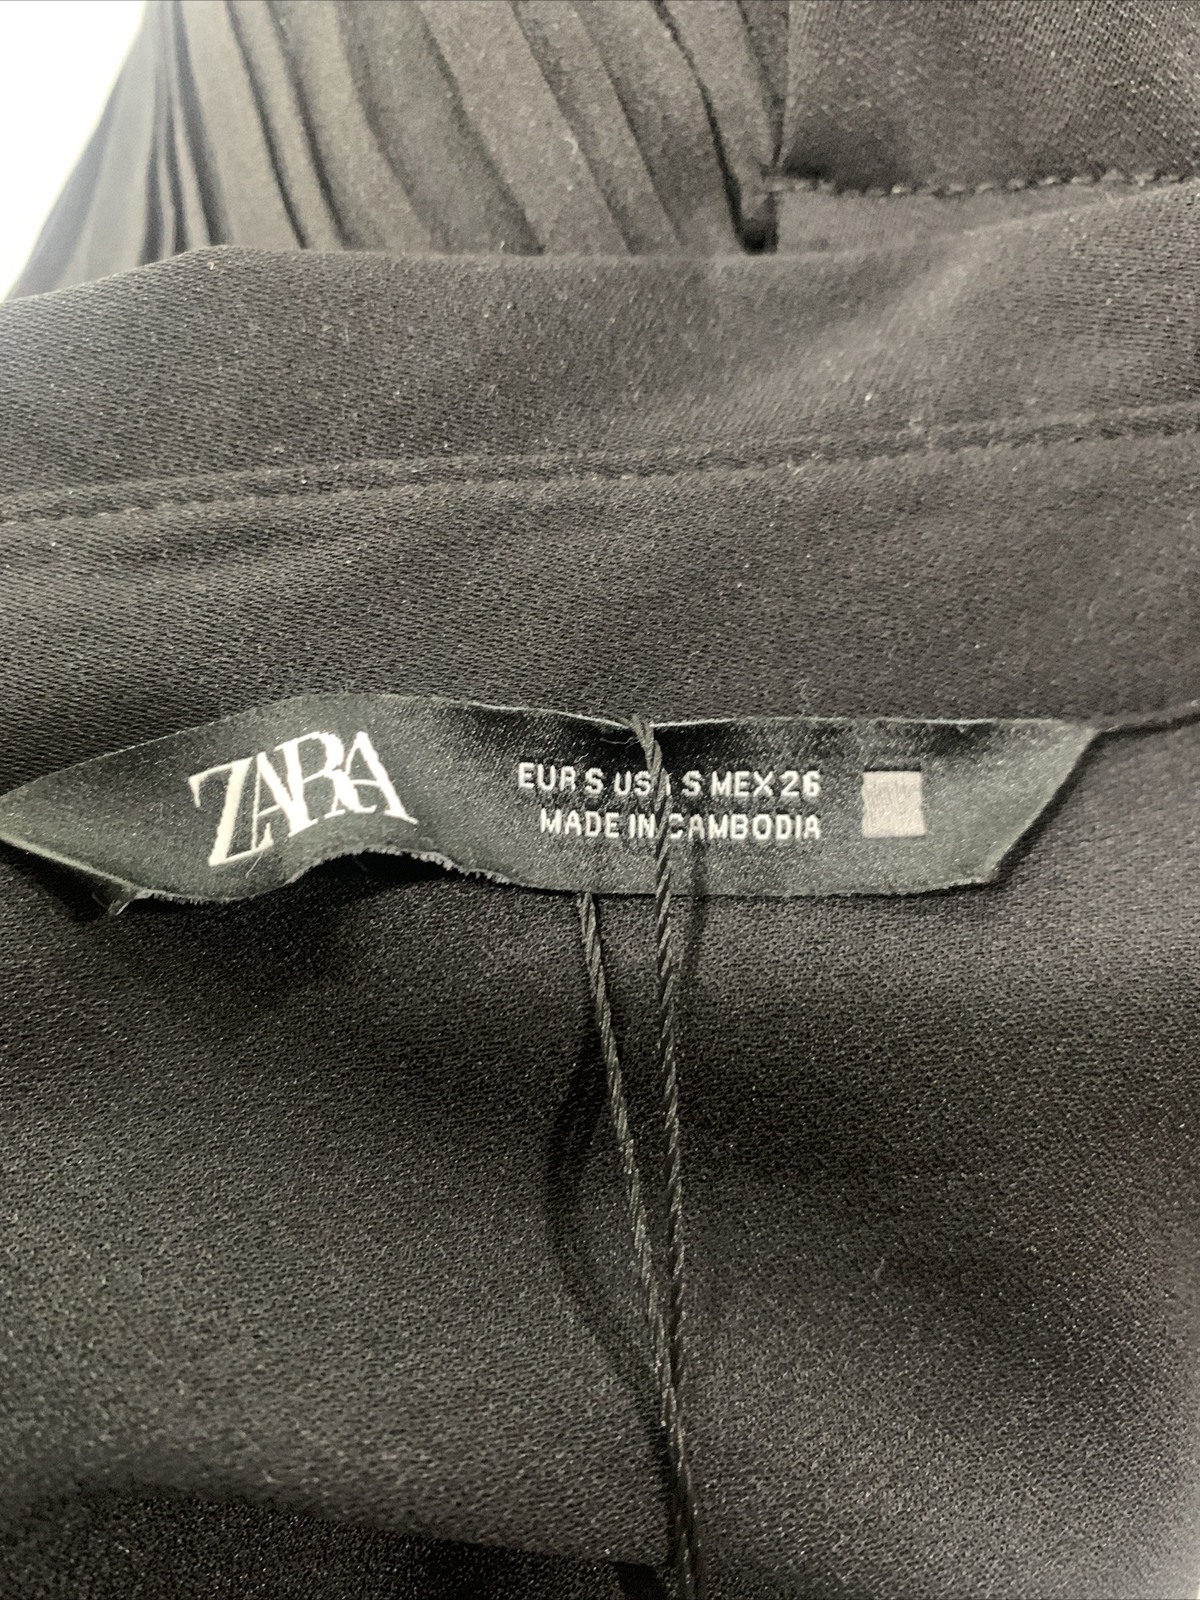 ZARA
EUR S USA S MEX 26
MADE IN CAMBODIA